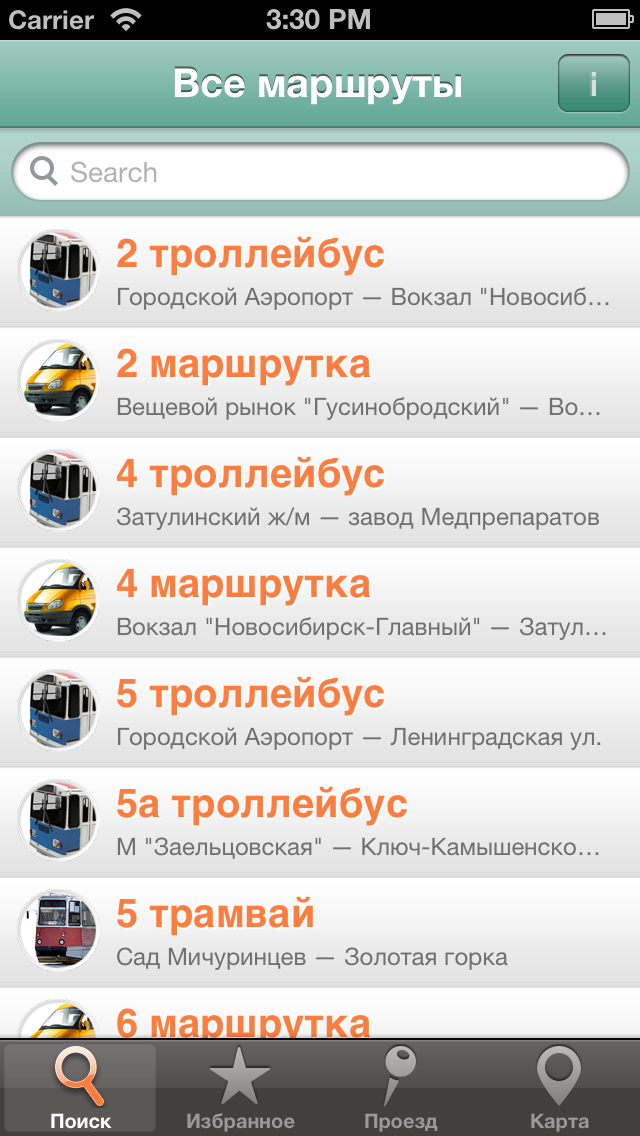 Carrier 3:30 PM
Все маршруты
i
Search
2 троллейбус
Городской Аэропорт — Вокзал "Новосиб...
2 маршрутка
Вещевой рынок "Гусинобродский" — Во...
4 троллейбус
Затулинский ж/м — завод Медпрепаратов
4 маршрутка
Вокзал "Новосибирск-Главный" — Затул...
5 троллейбус
Городской Аэропорт — Ленинградская ул.
5а троллейбус
М "Заельцовская" — Ключ-Камышенско...
5 трамвай
Сад Мичуринцев — Золотая горка
6 маршрутка
Поиск Избранное Проезд Карта